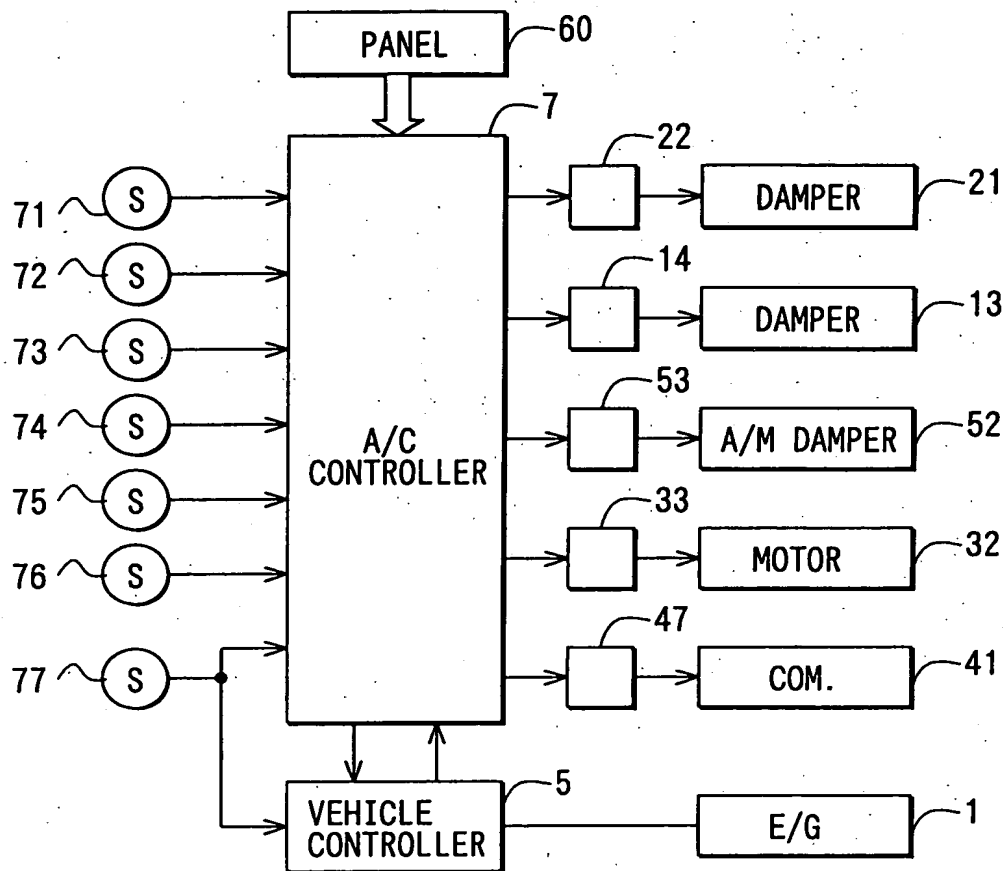 PANEL
60
7
22
71
S
DAMPER
21
72
S
14
73
S
DAMPER
13
53
74
S
A/C
CONTROLLER
A/M DAMPER
52
75
S
33
76
S
MOTOR
32
47
77
S
COM.
41
5
VEHICLE
CONTROLLER
E/G
1